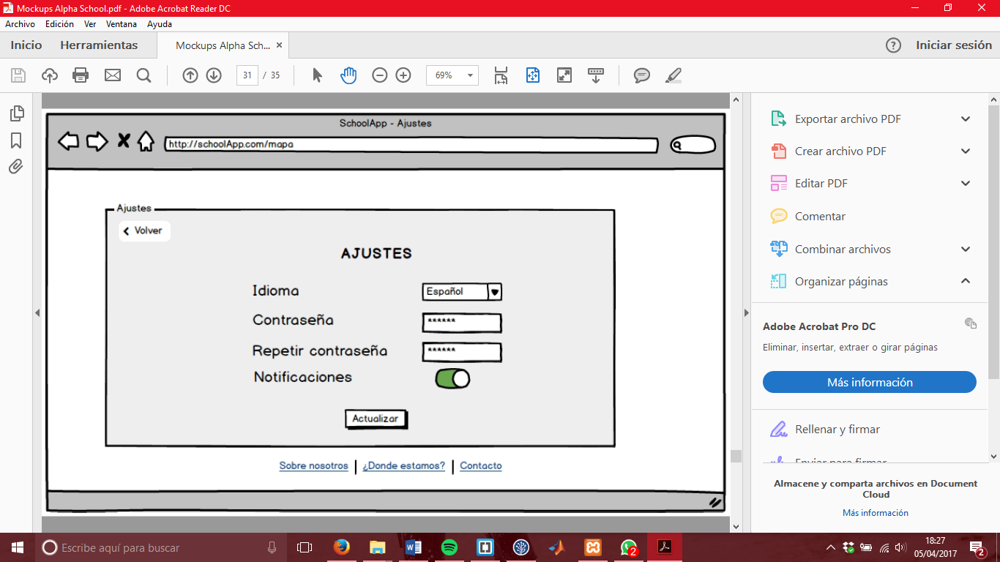 Mockups Alpha School.pdf - Adobe Acrobat Reader DC
Archivo Edición Ver Ventana Ayuda
Inicio Herramientas Mockups Alpha Sch... × ? Iniciar sesión
31 / 35 69%
SchoolApp - Ajustes
http://schoolApp.com/mapa
Ajustes
Volver
AJUSTES
Idioma Español
Contraseña ******
Repetir contraseña ******
Notificaciones
Actualizar
Sobre nosotros | ¿Donde estamos? | Contacto
Exportar archivo PDF
Crear archivo PDF
Editar PDF
Comentar
Combinar archivos
Organizar páginas
Adobe Acrobat Pro DC
Eliminar, insertar, extraer o girar páginas
Más información
Rellenar y firmar
Enviar para firmar
Almacene y comparta archivos en Document
Cloud
Más información
Escribe aquí para buscar
2
18:27
05/04/2017
2